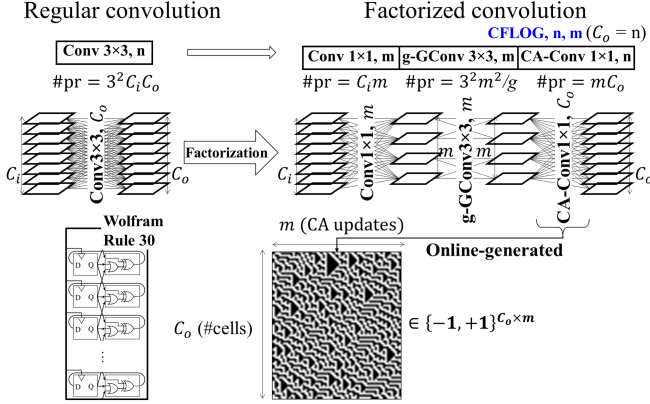 Regular convolution
Factorized convolution
CFLOG, n, m (Cₒ = n)
Conv 3×3, n
Conv 1×1, m
g-GConv 3×3, m
CA-Conv 1×1, n
#pr = 3²CᵢCₒ
#pr = Cᵢm
#pr = 3²m²/g
#pr = mCₒ
Cᵢ
Conv3×3, Cₒ
Cₒ
Factorization
Cᵢ
Conv1×1, m
m
g-GConv3×3, m
m
CA-Conv1×1, Cₒ
Cₒ
Wolfram
Rule 30
m (CA updates)
Online-generated
Cₒ (#cells)
∈ {−1, +1}^{Cₒ×m}
D Q
D Q
D Q
⋮
D Q